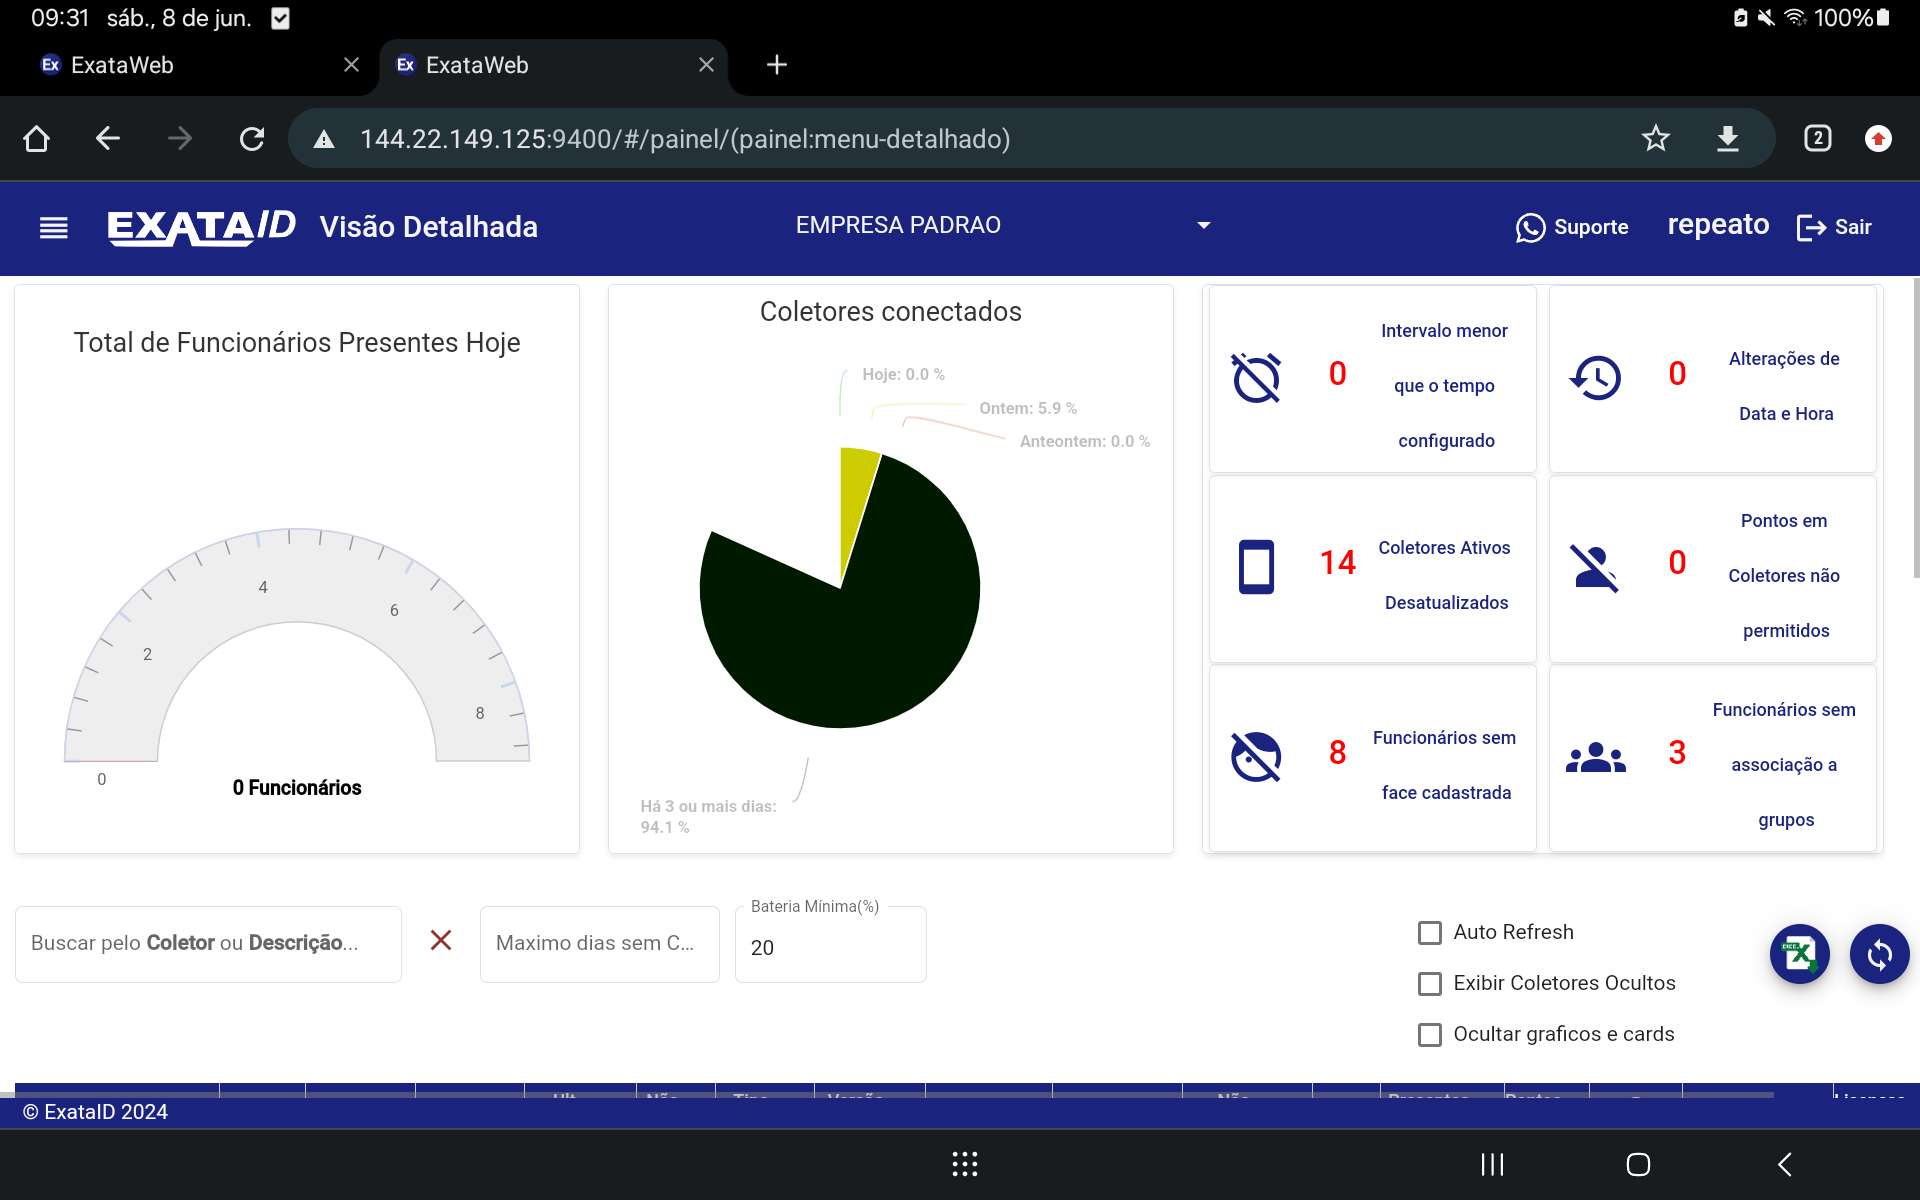 09:31 sáb., 8 de jun.
100%
Ex ExataWeb
Ex ExataWeb
144.22.149.125:9400/#/painel/(painel:menu-detalhado)
2
EXATAID Visão Detalhada
EMPRESA PADRAO
Suporte
repeato
Sair
Total de Funcionários Presentes Hoje
0
2
4
6
8
0 Funcionários
Coletores conectados
Hoje: 0.0 %
Ontem: 5.9 %
Anteontem: 0.0 %
Há 3 ou mais dias:
94.1 %
0
Intervalo menor
que o tempo
configurado
0
Alterações de
Data e Hora
14
Coletores Ativos
Desatualizados
0
Pontos em
Coletores não
permitidos
8
Funcionários sem
face cadastrada
3
Funcionários sem
associação a
grupos
Buscar pelo Coletor ou Descrição...
Maximo dias sem C...
Bateria Mínima(%)
20
Auto Refresh
Exibir Coletores Ocultos
Ocultar graficos e cards
© ExataID 2024